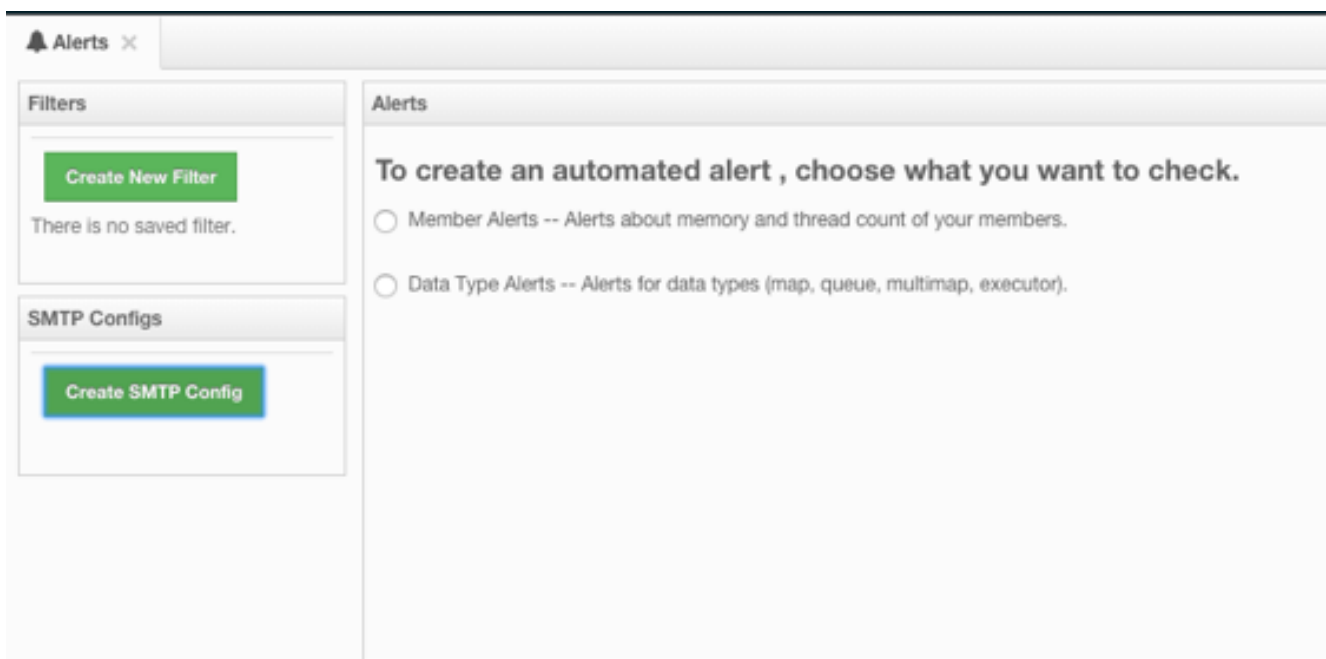 Alerts
Filters
Create New Filter
There is no saved filter.
SMTP Configs
Create SMTP Config
Alerts
To create an automated alert , choose what you want to check.
Member Alerts -- Alerts about memory and thread count of your members.
Data Type Alerts -- Alerts for data types (map, queue, multimap, executor).